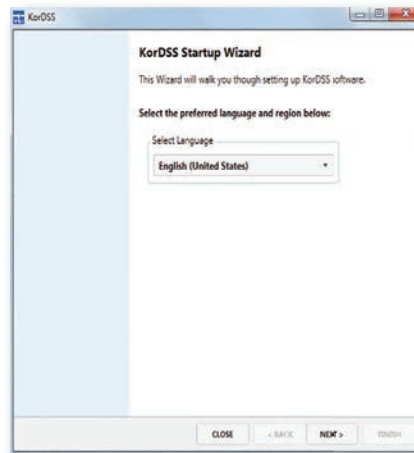 KorDSS
KorDSS Startup Wizard
This Wizard will walk you though setting up KorDSS software.
Select the preferred language and region below:
Select Language
English (United States)
CLOSE
< BACK
NEXT >
FINISH